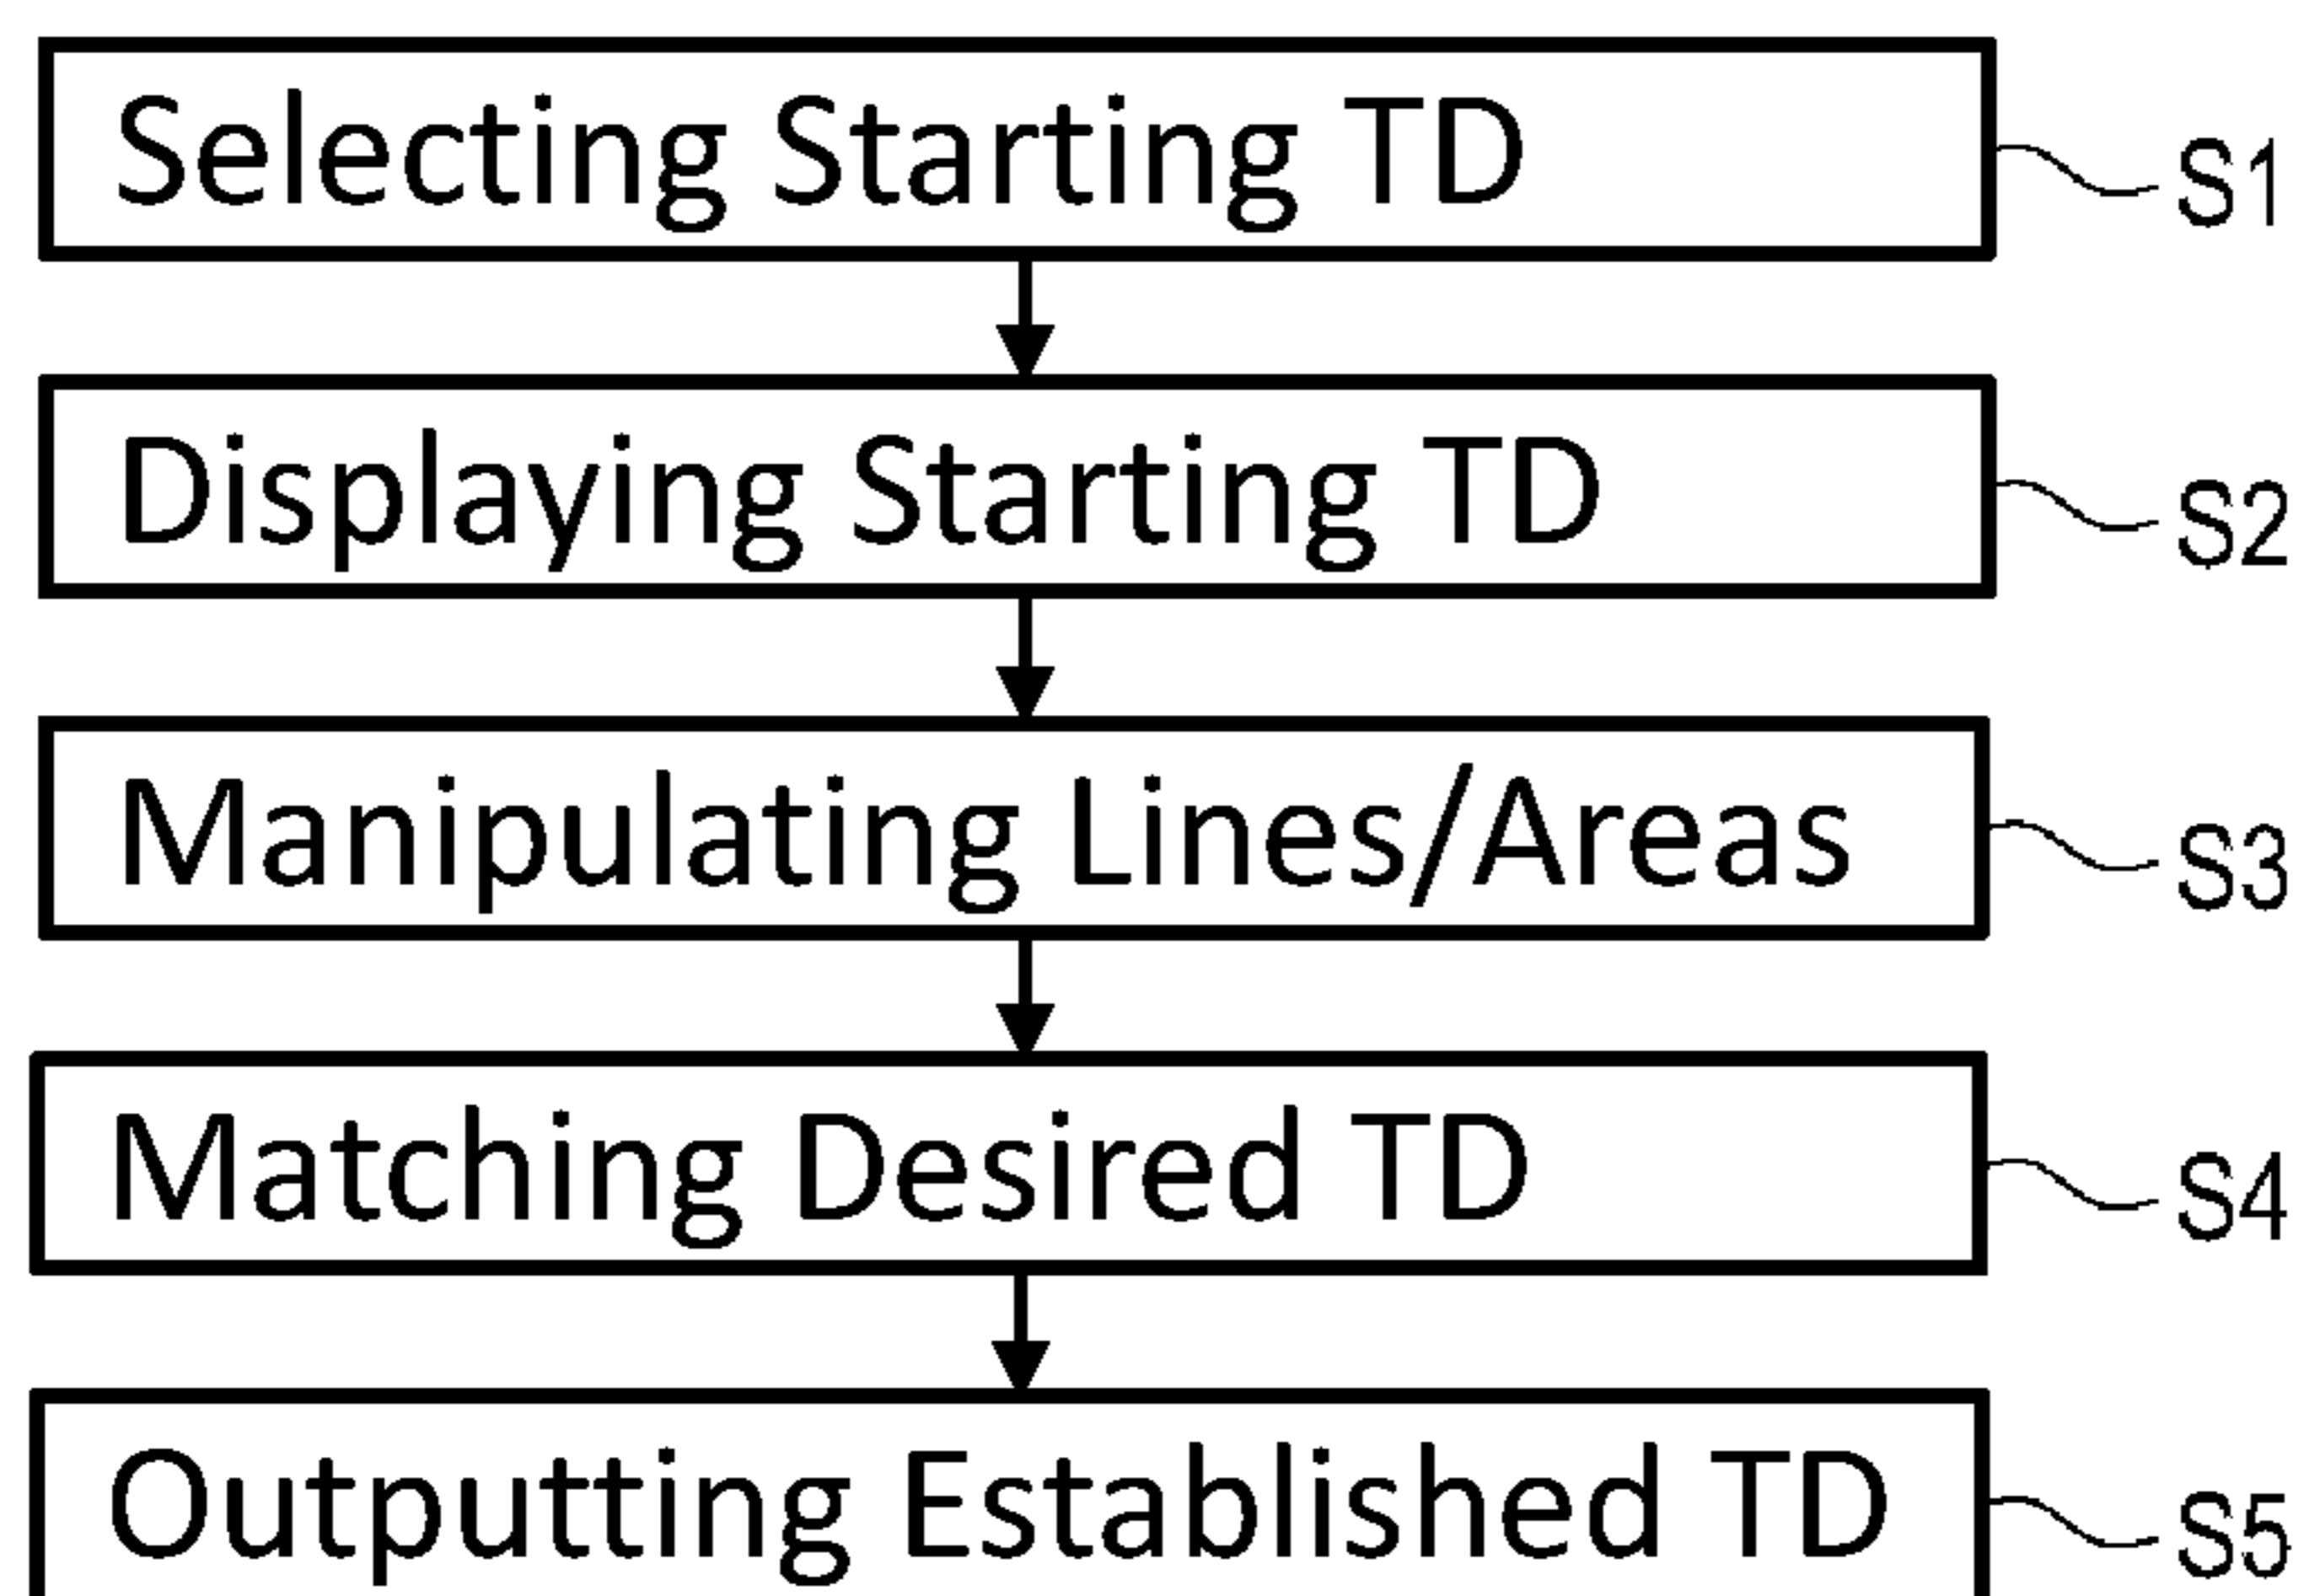 Selecting Starting TD S1
Displaying Starting TD S2
Manipulating Lines/Areas S3
Matching Desired TD S4
Outputting Established TD S5